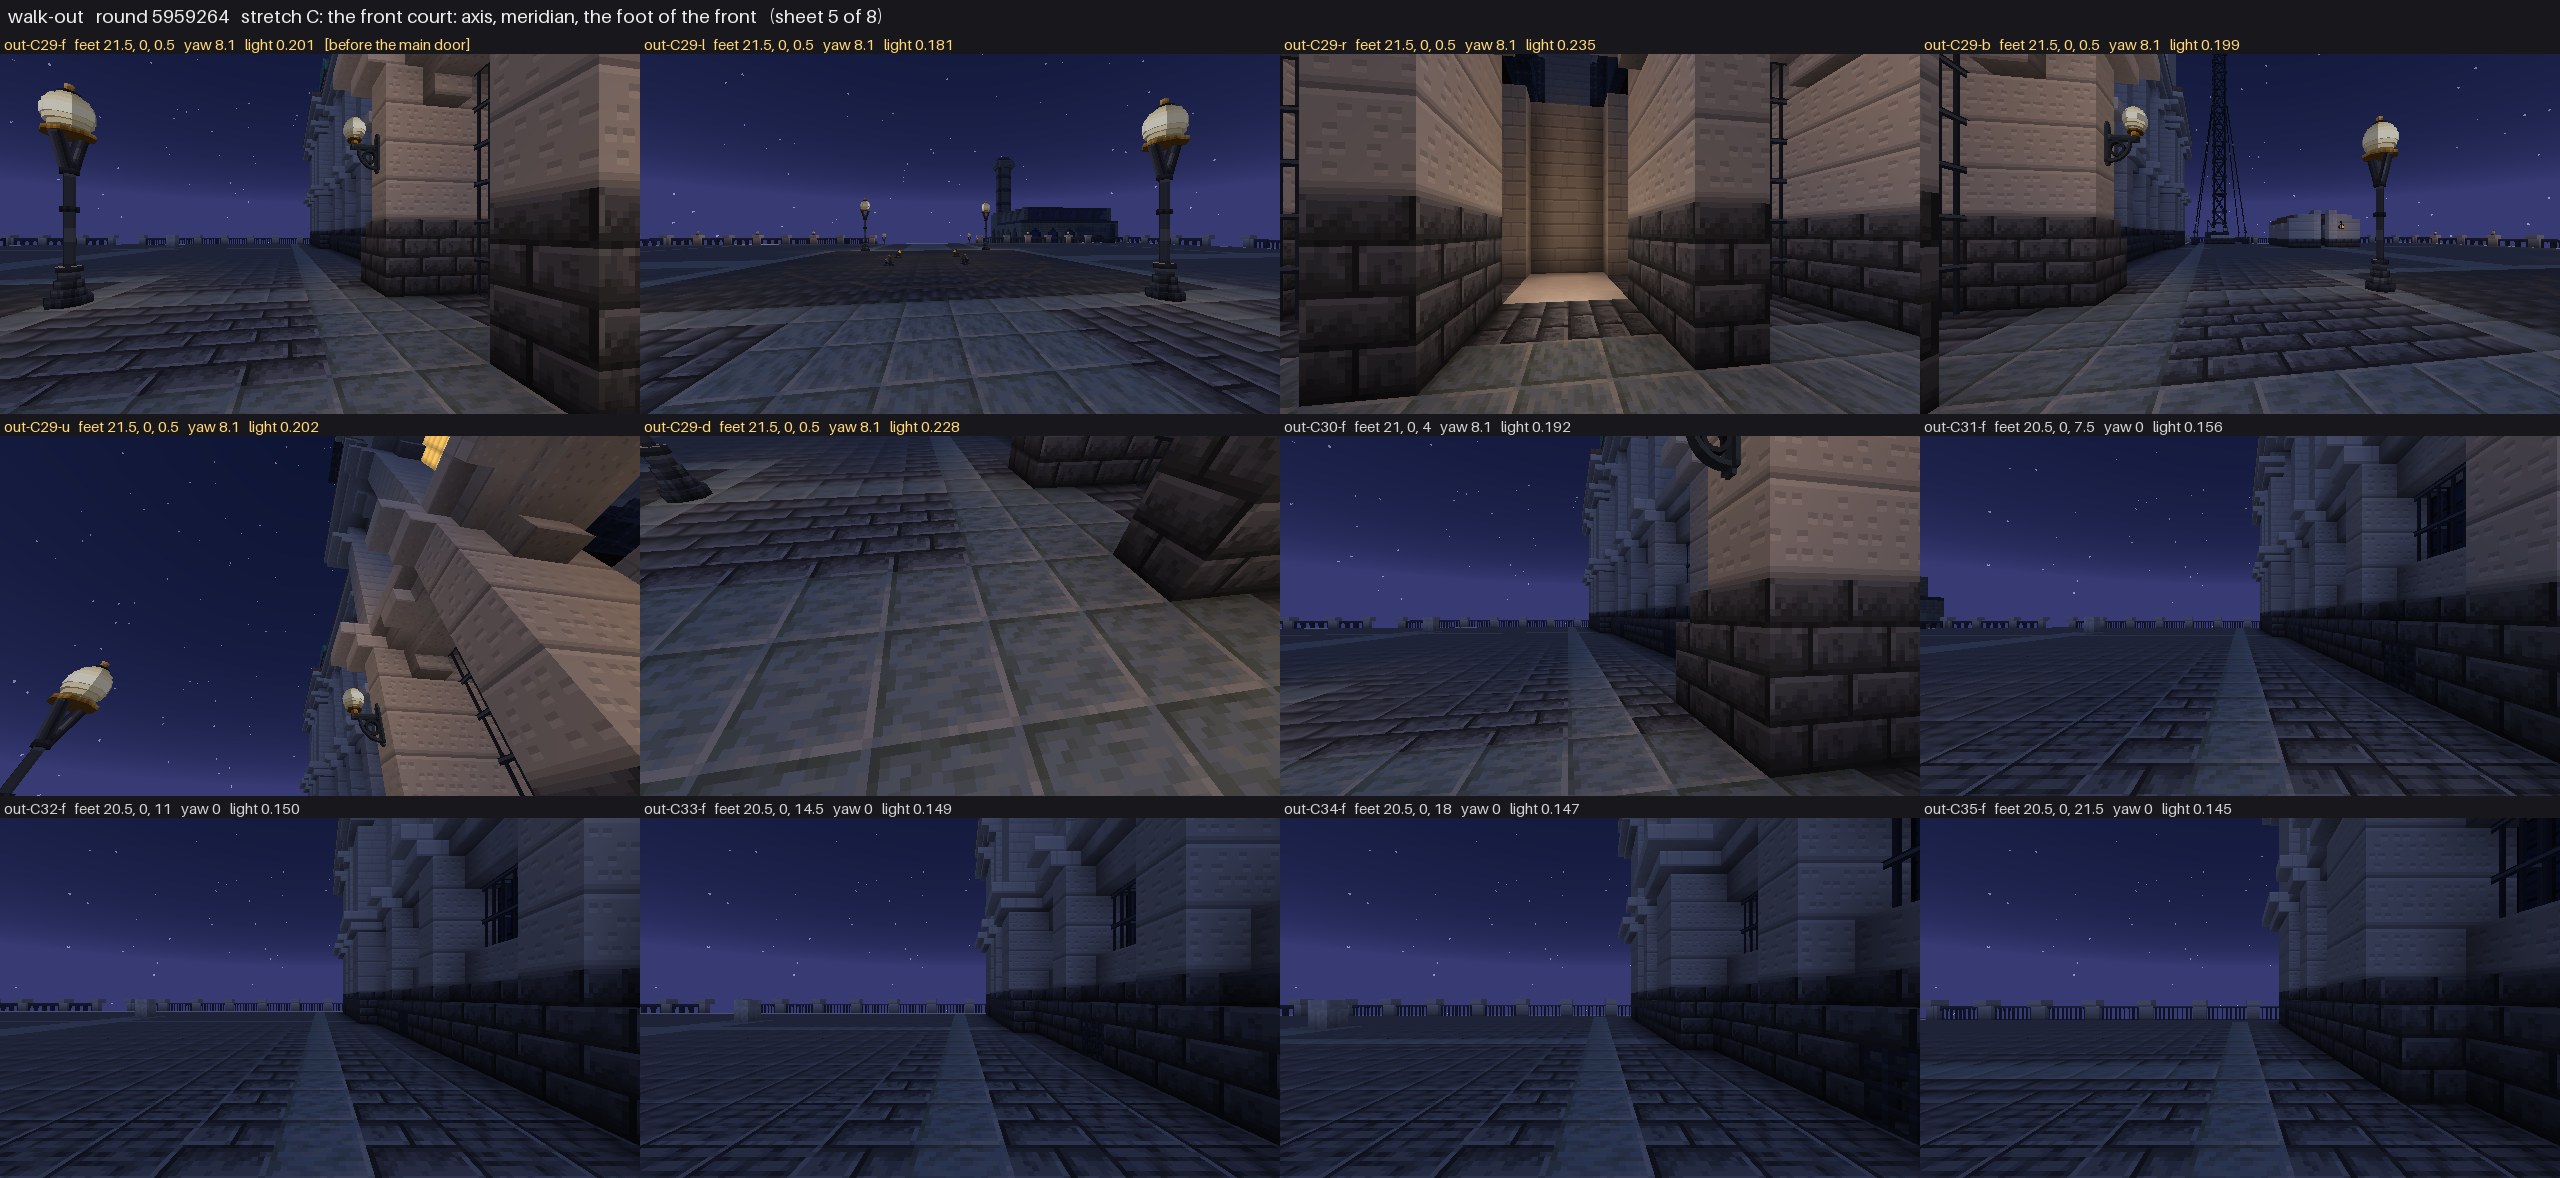 walk-out round 5959264 stretch C: the front court: axis, meridian, the foot of the front (sheet 5 of 8)
out-C29-f feet 21.5, 0, 0.5 yaw 8.1 light 0.201 [before the main door]
out-C29-l feet 21.5, 0, 0.5 yaw 8.1 light 0.181
out-C29-r feet 21.5, 0, 0.5 yaw 8.1 light 0.235
out-C29-b feet 21.5, 0, 0.5 yaw 8.1 light 0.199
out-C29-u feet 21.5, 0, 0.5 yaw 8.1 light 0.202
out-C29-d feet 21.5, 0, 0.5 yaw 8.1 light 0.228
out-C30-f feet 21, 0, 4 yaw 8.1 light 0.192
out-C31-f feet 20.5, 0, 7.5 yaw 0 light 0.156
out-C32-f feet 20.5, 0, 11 yaw 0 light 0.150
out-C33-f feet 20.5, 0, 14.5 yaw 0 light 0.149
out-C34-f feet 20.5, 0, 18 yaw 0 light 0.147
out-C35-f feet 20.5, 0, 21.5 yaw 0 light 0.145